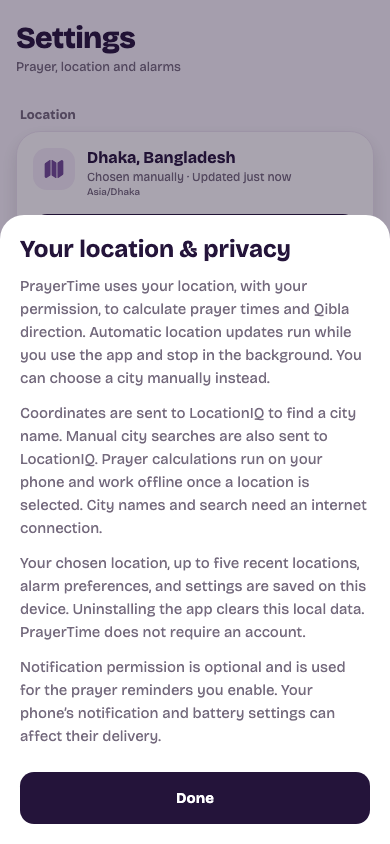 Settings
Prayer, location and alarms
Location
Dhaka, Bangladesh
Chosen manually · Updated just now
Asia/Dhaka
Your location & privacy
PrayerTime uses your location, with your
permission, to calculate prayer times and Qibla
direction. Automatic location updates run while
you use the app and stop in the background. You
can choose a city manually instead.
Coordinates are sent to LocationIQ to find a city
name. Manual city searches are also sent to
LocationIQ. Prayer calculations run on your
phone and work offline once a location is
selected. City names and search need an internet
connection.
Your chosen location, up to five recent locations,
alarm preferences, and settings are saved on this
device. Uninstalling the app clears this local data.
PrayerTime does not require an account.
Notification permission is optional and is used
for the prayer reminders you enable. Your
phone’s notification and battery settings can
affect their delivery.
Done